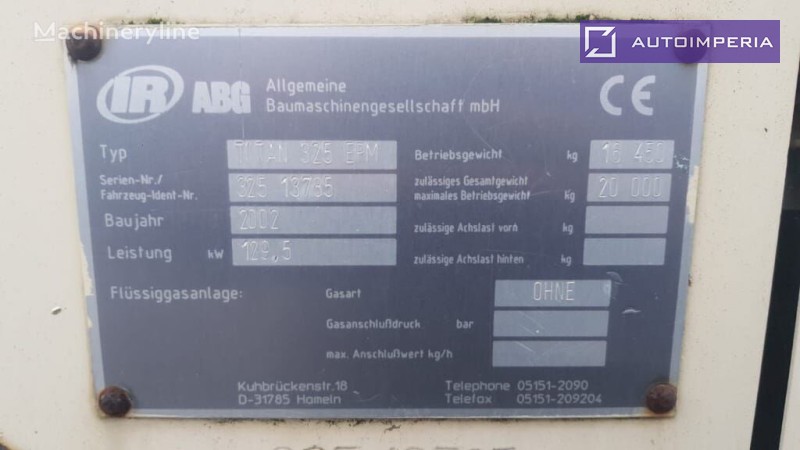 Machineryline
AUTOIMPERIA
IR ABG Allgemeine
Baumaschinengesellschaft mbH
CE
Typ TITAN 325 EPM Betriebsgewicht kg 16 450
Serien-Nr./ zulässiges Gesamtgewicht
Fahrzeug-Ident-Nr. 325 18735 maximales Betriebsgewicht Kg 20 000
Baujahr 2002 zulässige Achslast vorn kg
Leistung kW 129,5 zulässige Achslast hinten kg
Flüssiggasanlage: Gasart OHNE
Gasanschlußdruck bar
max. Anschlußwert kg/h
Kuhbrückenstr.18 Telephone 05151-2090
D-31785 Hameln Telefax 05151-209204